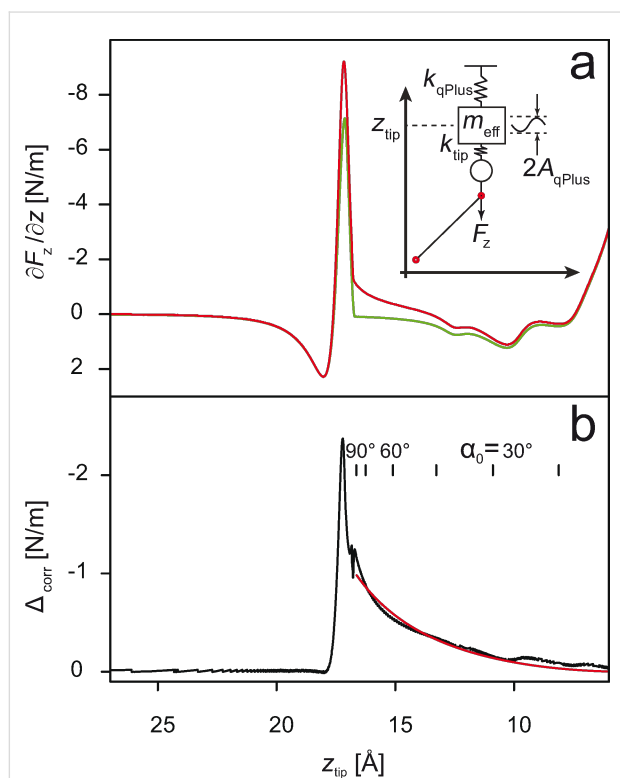 a
-8
-6
-4
-2
0
2
∂F_z/∂z [N/m]
k_qPlus
z_tip
m_eff
k_tip
2A_qPlus
F_z
b
90° 60° α_0= 30°
-2
-1
0
Δ_corr [N/m]
25 20 15 10
z_tip [Å]